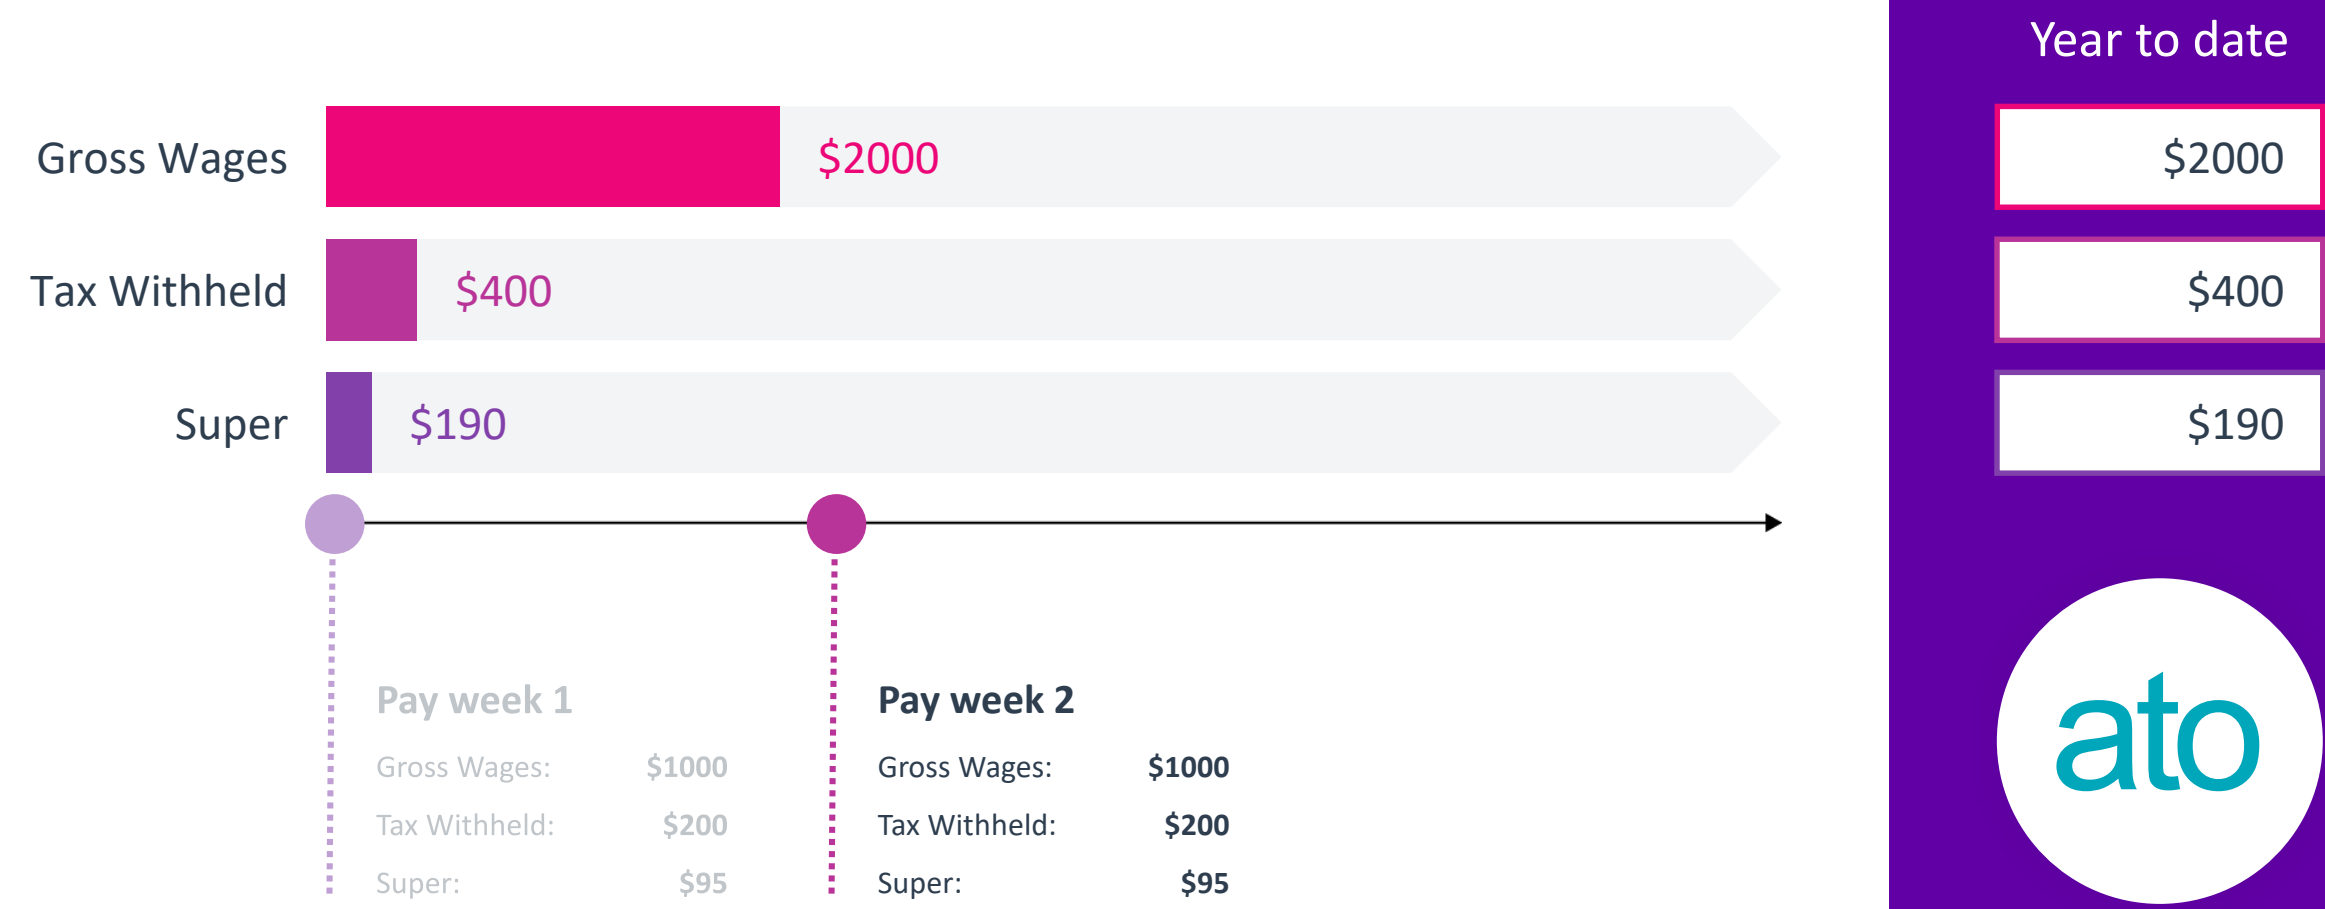 Year to date
Gross Wages $2000 $2000
Tax Withheld $400 $400
Super $190 $190
Pay week 1
Gross Wages: $1000
Tax Withheld: $200
Super: $95
Pay week 2
Gross Wages: $1000
Tax Withheld: $200
Super: $95
ato